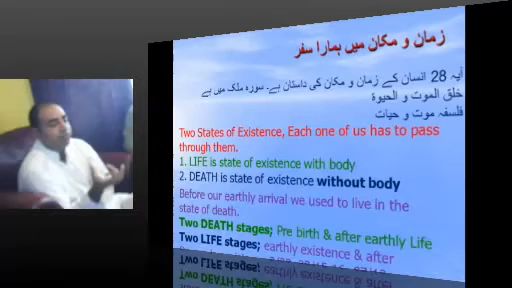 زمان و مکان میں ہمارا سفر
آیہ 28 انسان کے زمان و مکان کی داستان ہے۔ سورہ ملک میں ہے
خلق الموت و الحیوۃ
فلسفہ موت و حیات
Two States of Existence, Each one of us has to pass
through them.
1. LIFE is state of existence with body
2. DEATH is state of existence without body
Before our earthly arrival we used to live in the
state of death.
Two DEATH stages; Pre birth & after earthly Life
Two LIFE stages; earthly existence & after